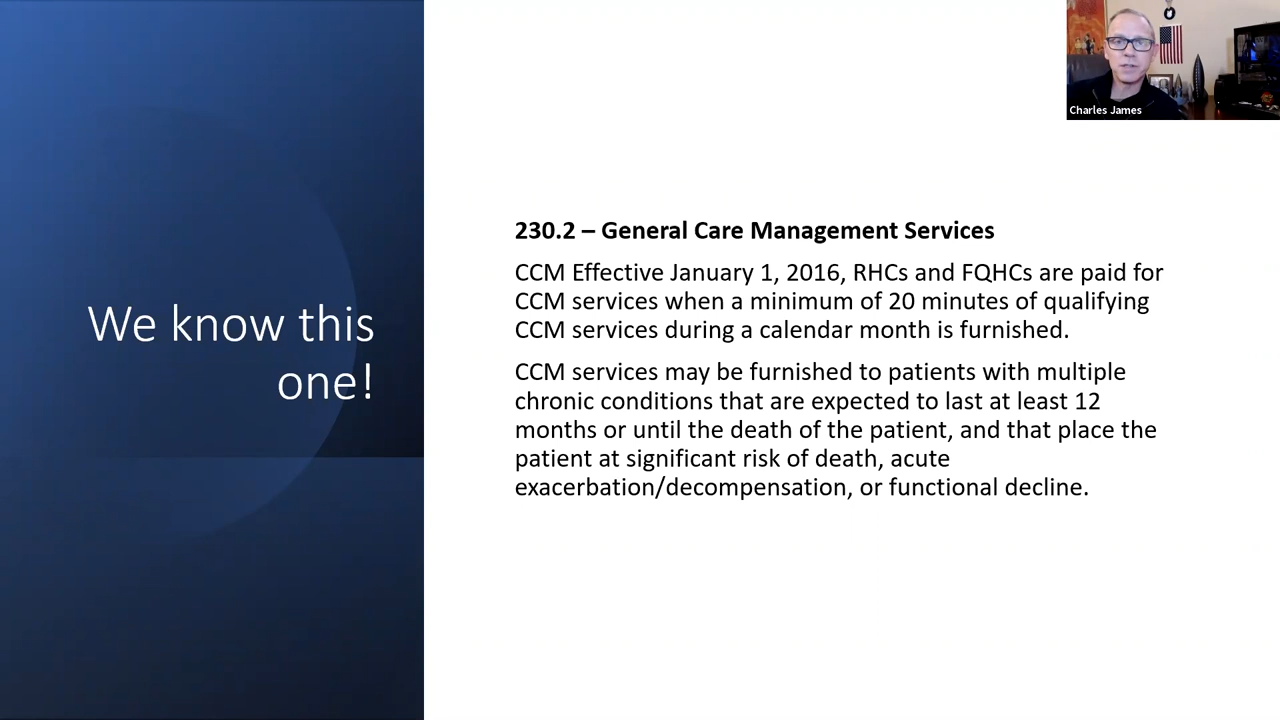 We know this
one!
Charles James
230.2 – General Care Management Services
CCM Effective January 1, 2016, RHCs and FQHCs are paid for
CCM services when a minimum of 20 minutes of qualifying
CCM services during a calendar month is furnished.
CCM services may be furnished to patients with multiple
chronic conditions that are expected to last at least 12
months or until the death of the patient, and that place the
patient at significant risk of death, acute
exacerbation/decompensation, or functional decline.